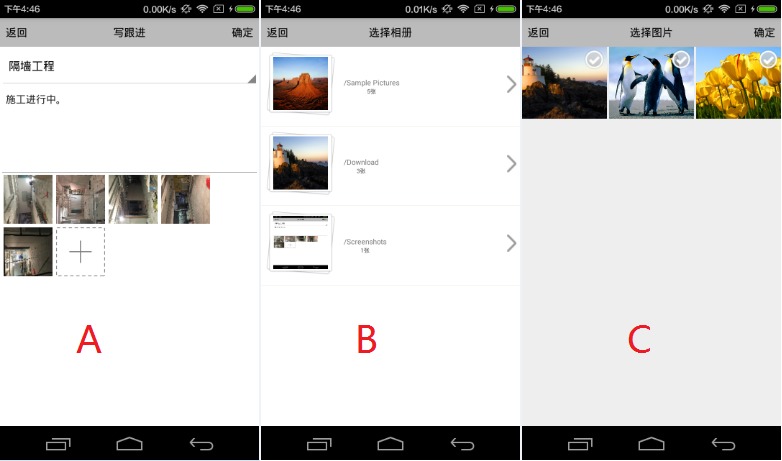 下午4:46 0.00K/s
返回 写跟进 确定
隔墙工程
施工进行中。
A
下午4:46 0.01K/s
返回 选择相册
/Sample Pictures
5张
/Download
3张
/Screenshots
1张
B
下午4:46 0.00K/s
返回 选择图片 确定
C